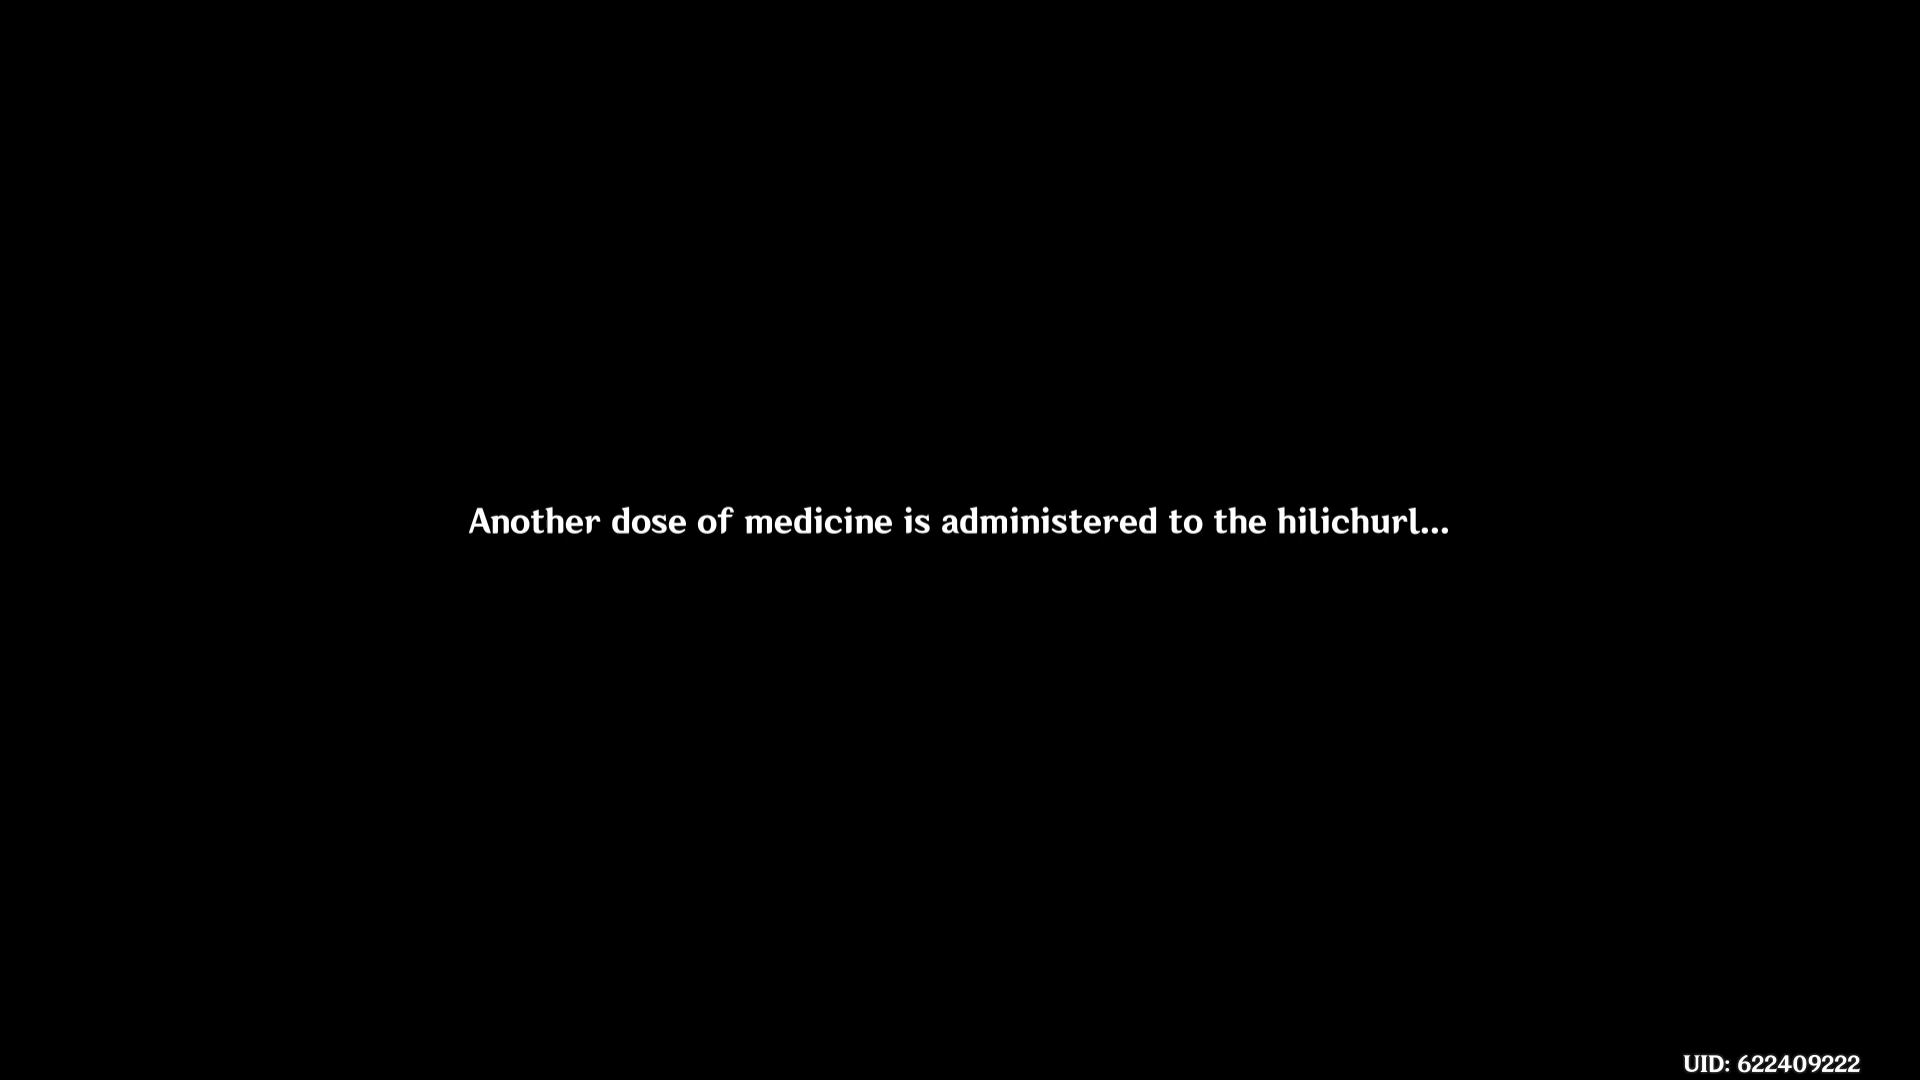 Another dose of medicine is administered to the hilichurl...
UID: 622409222